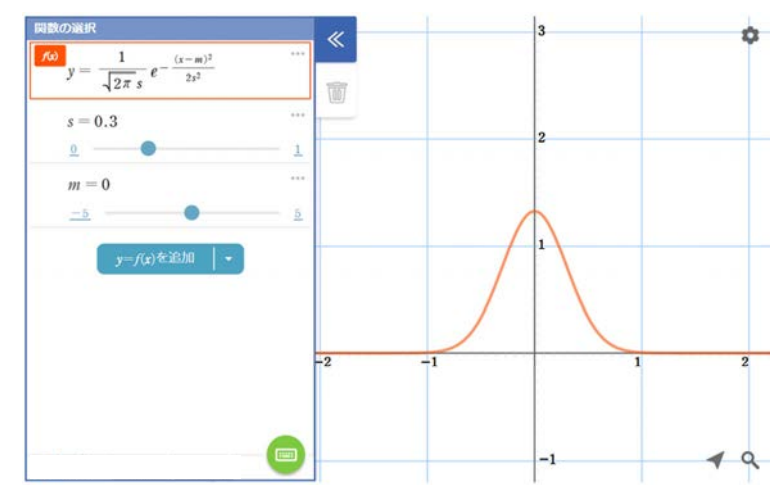 関数の選択
f(x)
y = 1/(√2π s) e^−(x−m)²/2s²
s = 0.3
0 1
m = 0
−5 5
y=f(x)を追加
3
2
1
−2 −1 1 2
−1